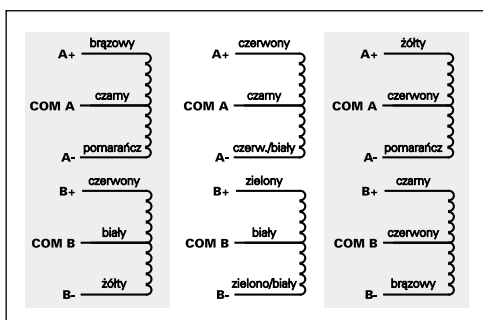 brązowy
A+
czarny
COM A
pomarańcz
A-
czerwony
B+
biały
COM B
żółty
B-
czerwony
A+
czarny
COM A
czerw./biały
A-
zielony
B+
biały
COM B
zielono/biały
B-
żółty
A+
czerwony
COM A
pomarańcz
A-
czarny
B+
czerwony
COM B
brązowy
B-